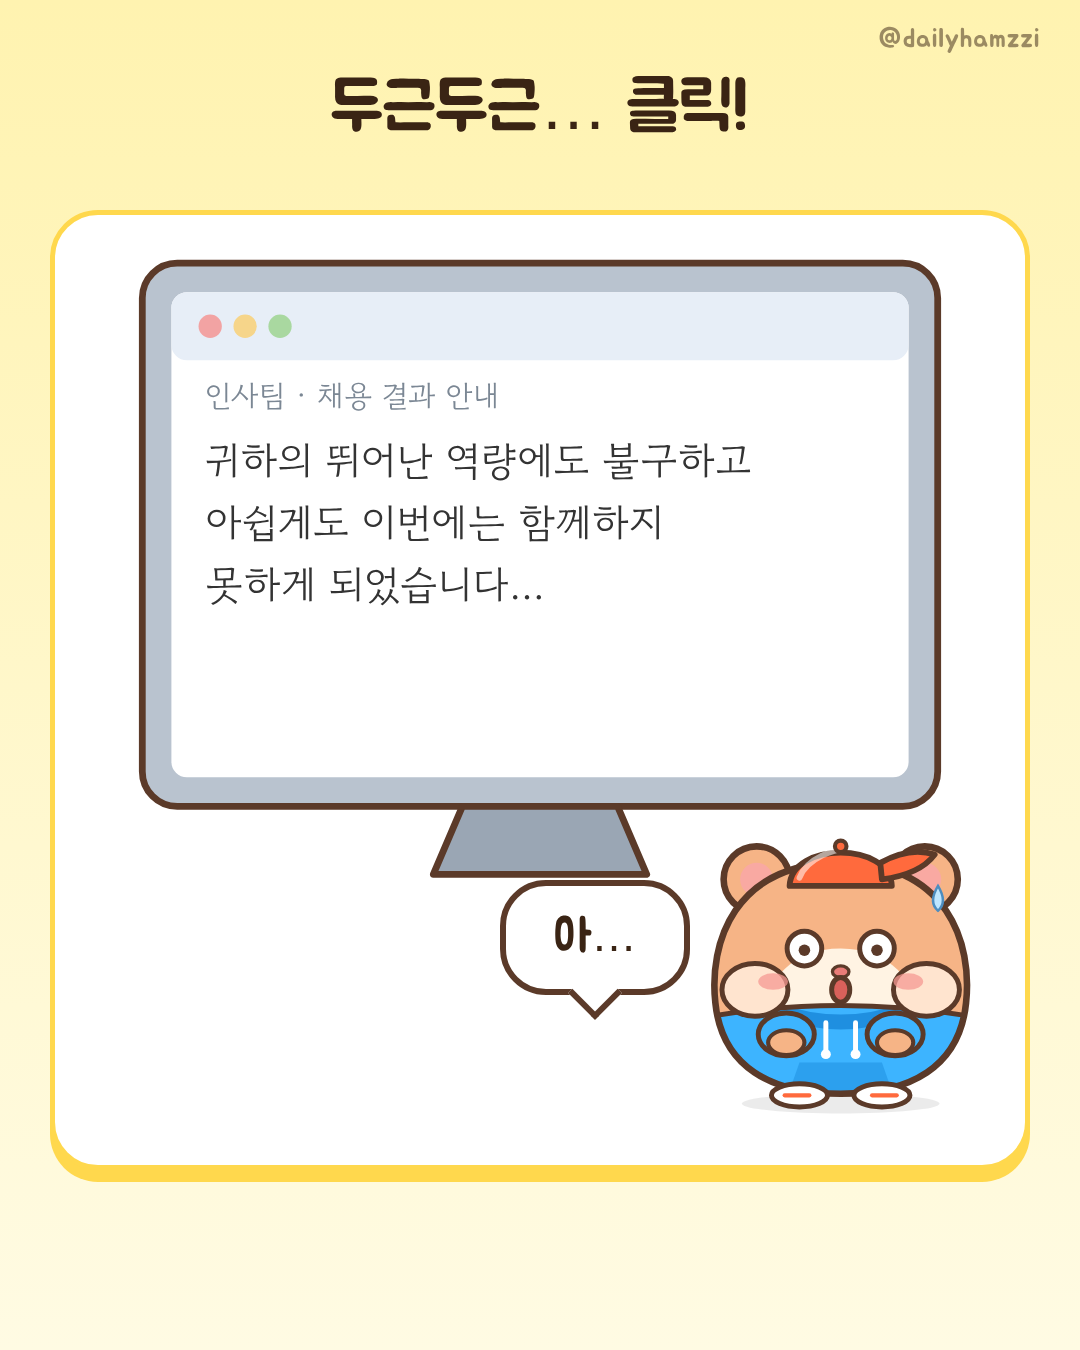 @dailyhamzzi
두근두근... 클릭!
인사팀 · 채용 결과 안내
귀하의 뛰어난 역량에도 불구하고
아쉽게도 이번에는 함께하지
못하게 되었습니다...
아...